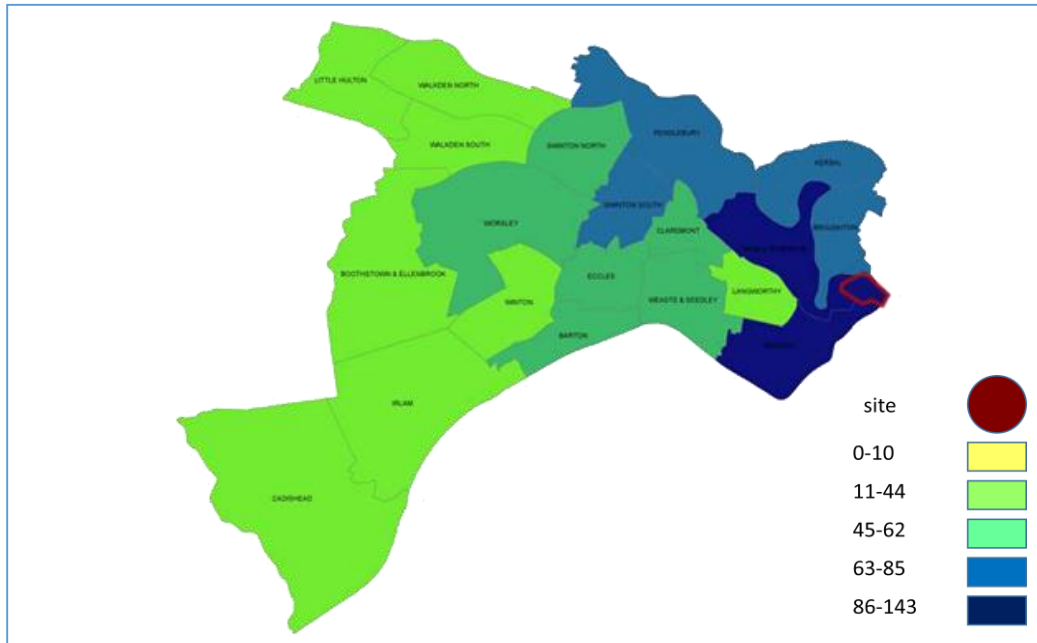 LITTLE HULTON
WALKDEN NORTH
WALKDEN SOUTH
SWINTON NORTH
PENDLEBURY
KERSAL
SWINTON SOUTH
BROUGHTON
WORSLEY
CLAREMONT
BOOTHSTOWN & ELLENBROOK
ECCLES
WINTON
WEASTE & SEEDLEY
LANGWORTHY
BARTON
IRLAM
CADISHEAD
site
0-10
11-44
45-62
63-85
86-143